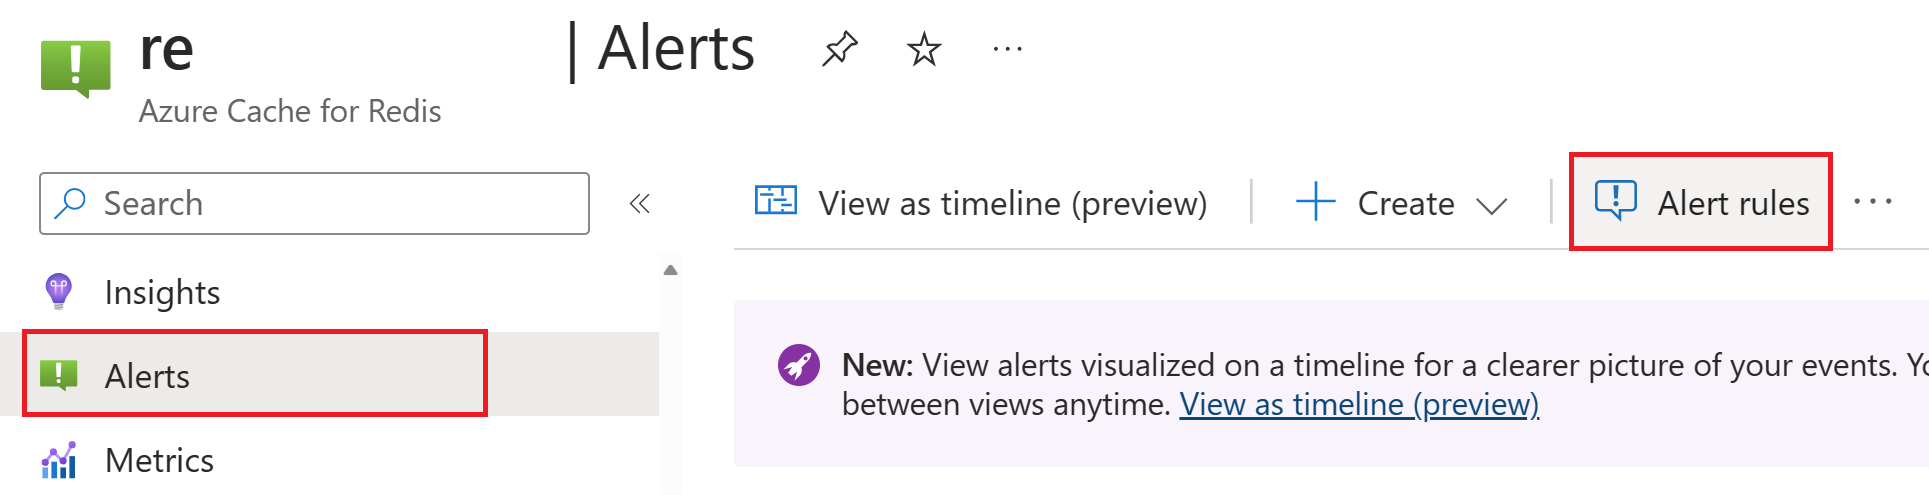 re | Alerts
Azure Cache for Redis
Search
Insights
Alerts
Metrics
View as timeline (preview)
Create
Alert rules
New: View alerts visualized on a timeline for a clearer picture of your events.
between views anytime. View as timeline (preview)